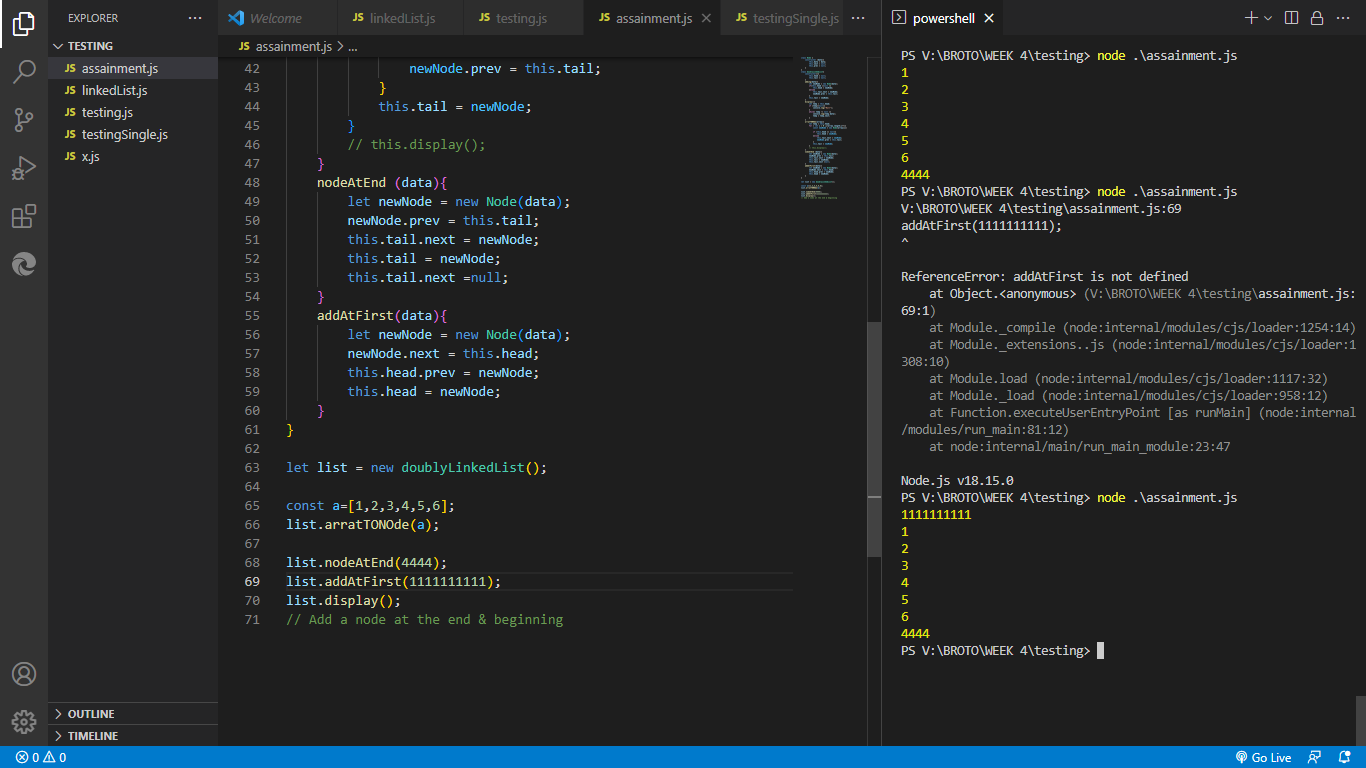 EXPLORER
TESTING
JS assainment.js
JS linkedList.js
JS testing.js
JS testingSingle.js
JS x.js
OUTLINE
TIMELINE
Welcome
JS linkedList.js
JS testing.js
JS assainment.js
JS testingSingle.js
JS assainment.js > ...
42 newNode.prev = this.tail;
43 }
44 this.tail = newNode;
45 }
46 // this.display();
47 }
48 nodeAtEnd (data){
49 let newNode = new Node(data);
50 newNode.prev = this.tail;
51 this.tail.next = newNode;
52 this.tail = newNode;
53 this.tail.next =null;
54 }
55 addAtFirst(data){
56 let newNode = new Node(data);
57 newNode.next = this.head;
58 this.head.prev = newNode;
59 this.head = newNode;
60 }
61 }
62
63 let list = new doublyLinkedList();
64
65 const a=[1,2,3,4,5,6];
66 list.arratTONOde(a);
67
68 list.nodeAtEnd(4444);
69 list.addAtFirst(1111111111);
70 list.display();
71 // Add a node at the end & beginning
powershell
PS V:\BROTO\WEEK 4\testing> node .\assainment.js
1
2
3
4
5
6
4444
PS V:\BROTO\WEEK 4\testing> node .\assainment.js
V:\BROTO\WEEK 4\testing\assainment.js:69
addAtFirst(1111111111);
^
ReferenceError: addAtFirst is not defined
at Object.<anonymous> (V:\BROTO\WEEK 4\testing\assainment.js:
69:1)
at Module._compile (node:internal/modules/cjs/loader:1254:14)
at Module._extensions..js (node:internal/modules/cjs/loader:1
308:10)
at Module.load (node:internal/modules/cjs/loader:1117:32)
at Module._load (node:internal/modules/cjs/loader:958:12)
at Function.executeUserEntryPoint [as runMain] (node:internal
/modules/run_main:81:12)
at node:internal/main/run_main_module:23:47
Node.js v18.15.0
PS V:\BROTO\WEEK 4\testing> node .\assainment.js
1111111111
1
2
3
4
5
6
4444
PS V:\BROTO\WEEK 4\testing>
0 0
Go Live